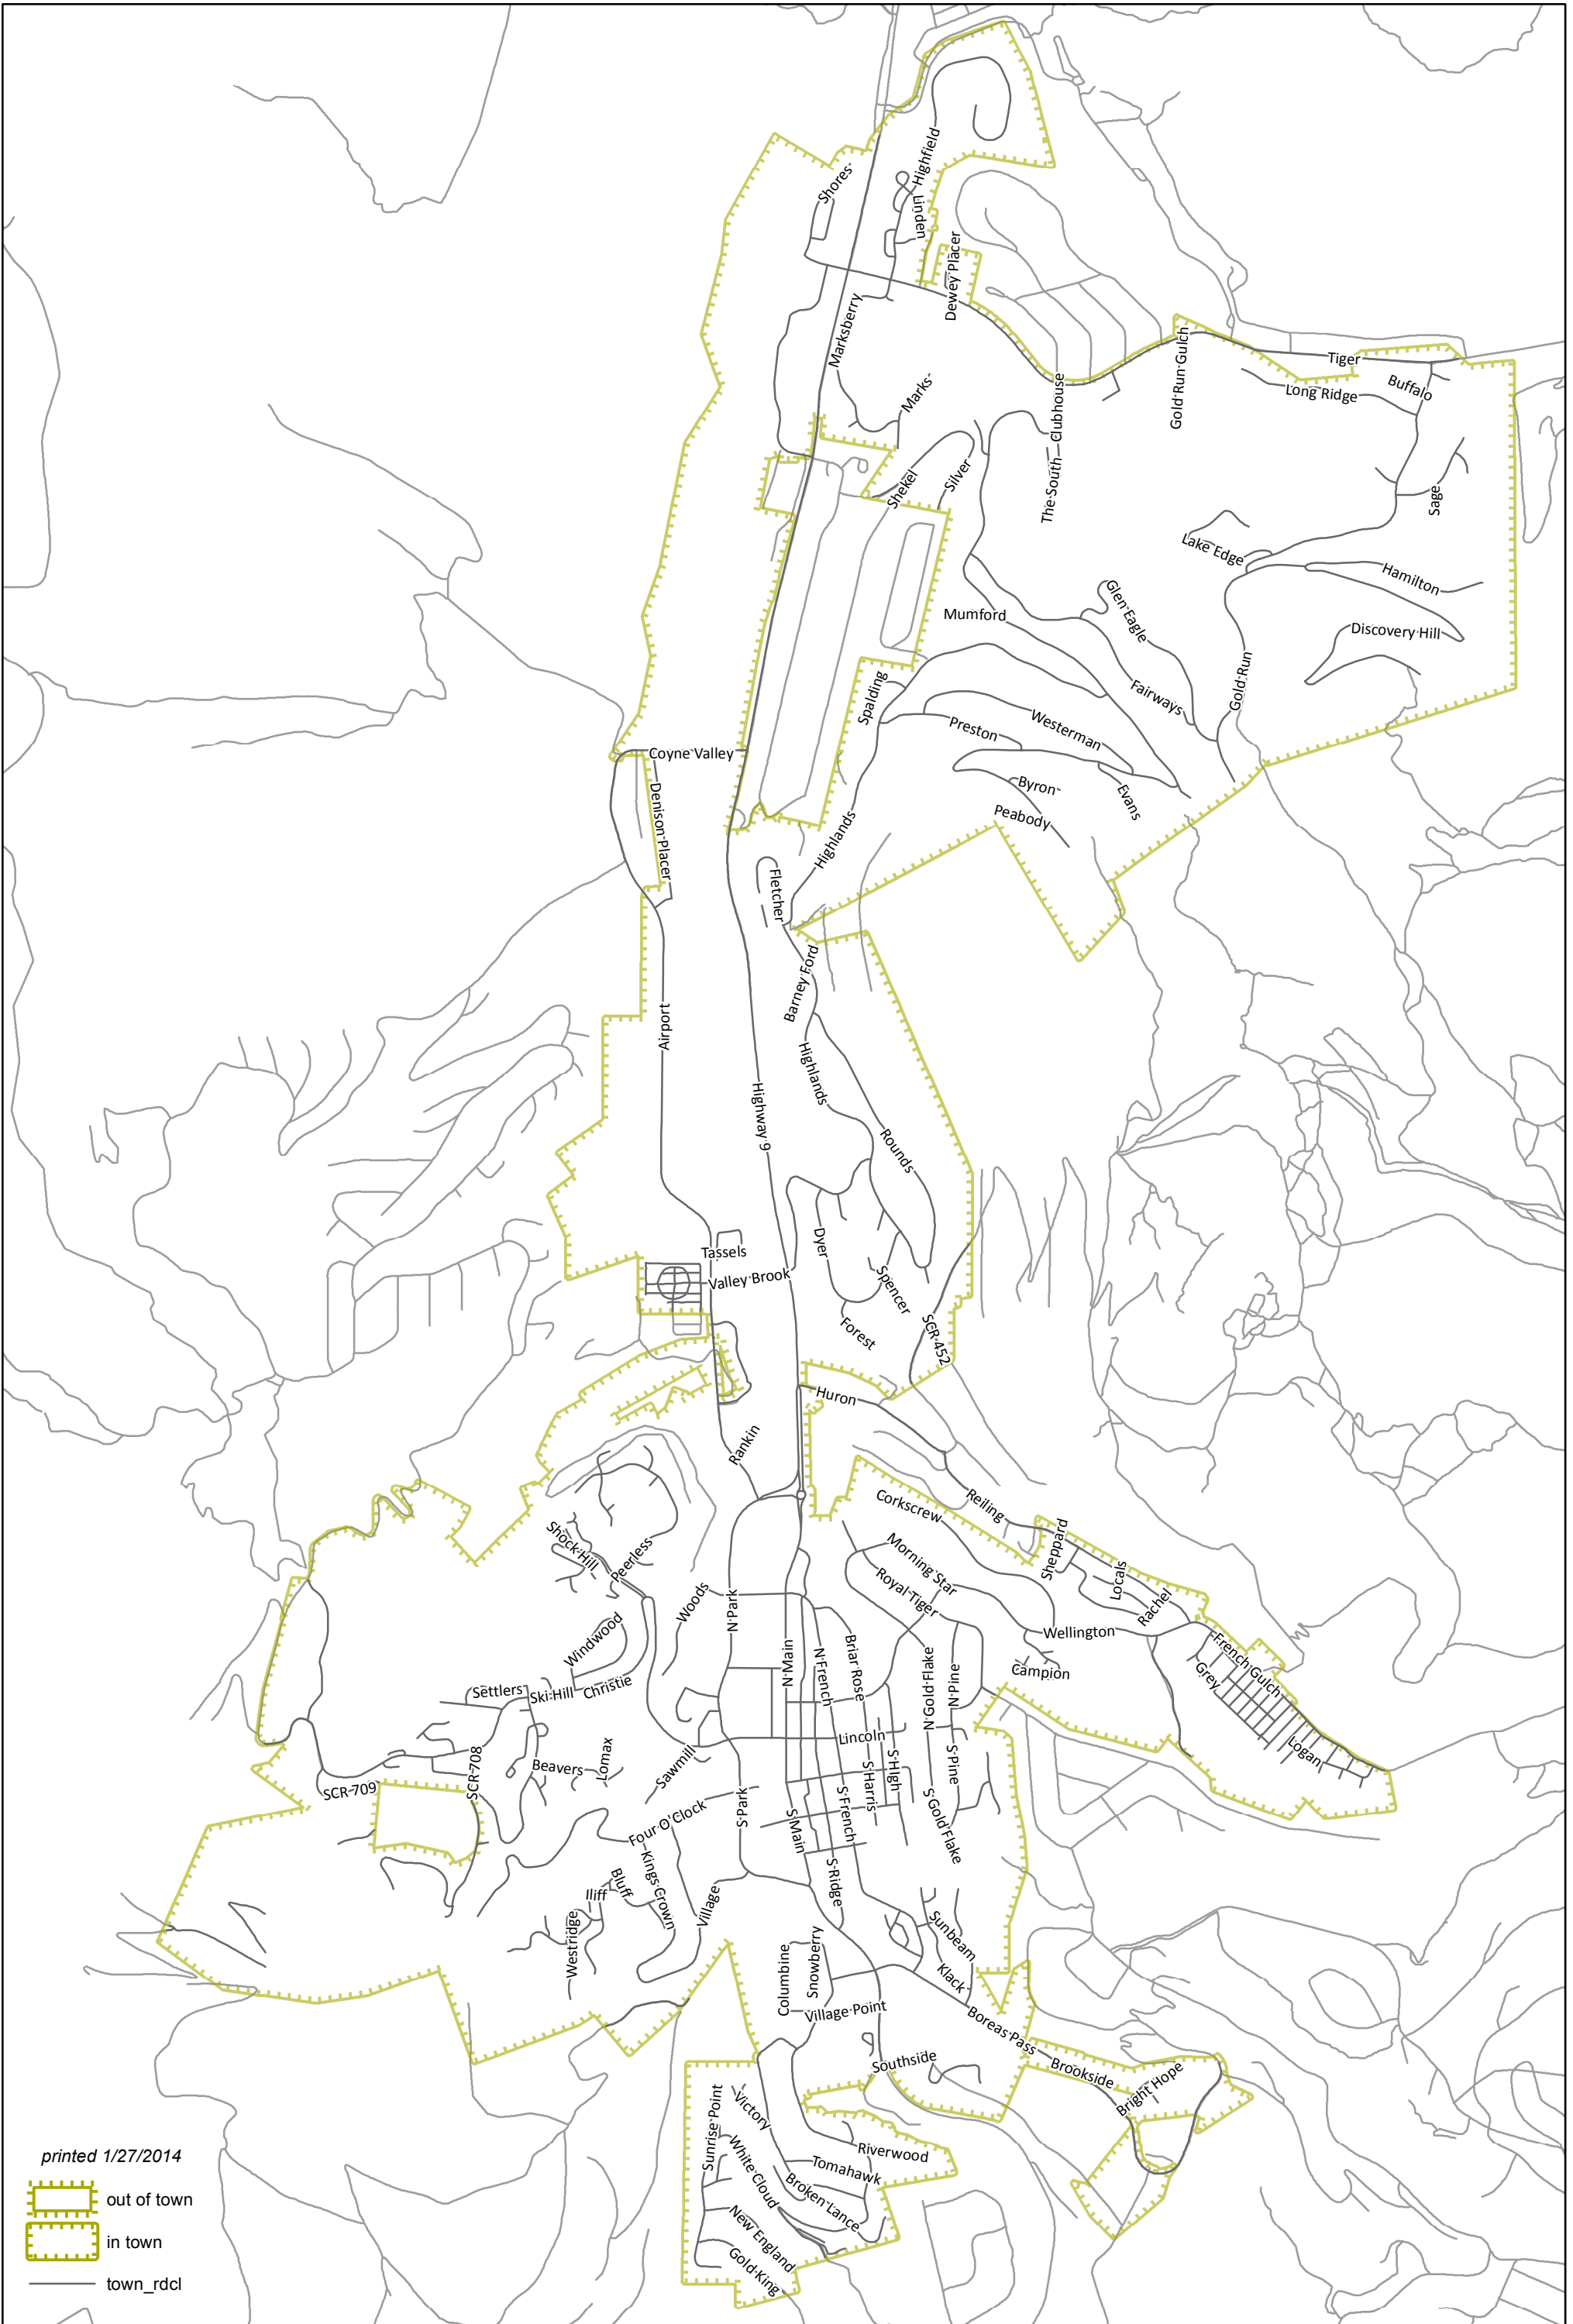 Shores
Highfield
Linden
Dewey Placer
Marksberry
Gold Run Gulch
Tiger
Long Ridge
Buffalo
Marks
Clubhouse
The South
Shekel
Silver
Sage
Lake Edge
Hamilton
Discovery Hill
Mumford
Glen Eagle
Gold Run
Fairways
Spalding
Preston
Westerman
Byron
Evans
Peabody
Coyne Valley
Denison Placer
Highlands
Fletcher
Barney Ford
Airport
Highlands
Highway 9
Rounds
Tassels
Valley Brook
Dyer
Spencer
Forest
SCR 452
Huron
Rankin
Reiling
Corkscrew
Sheppard
Locals
Rachel
Shock Hill
Peerless
Morning Star
Royal Tiger
Woods
N Park
Windwood
Wellington
French Gulch
Grey
Campion
Logan
N Main
N French
Briar Rose
N Gold Flake
N Pine
Settlers
Ski Hill
Christie
Lincoln
SCR 708
SCR 709
Beavers
Lomax
Sawmill
S High
S Harris
S Pine
S Gold Flake
S French
S Main
S Park
Four O'Clock
Kings Crown
Bluff
Iliff
Westridge
Village
S Ridge
Sunbeam
Klack
Columbine
Snowberry
Village Point
Boreas Pass
Brookside
Bright Hope
Southside
Sunrise Point
Victory
White Cloud
Riverwood
Tomahawk
Broken Lance
New England
Gold King
printed 1/27/2014
out of town
in town
town_rdcl